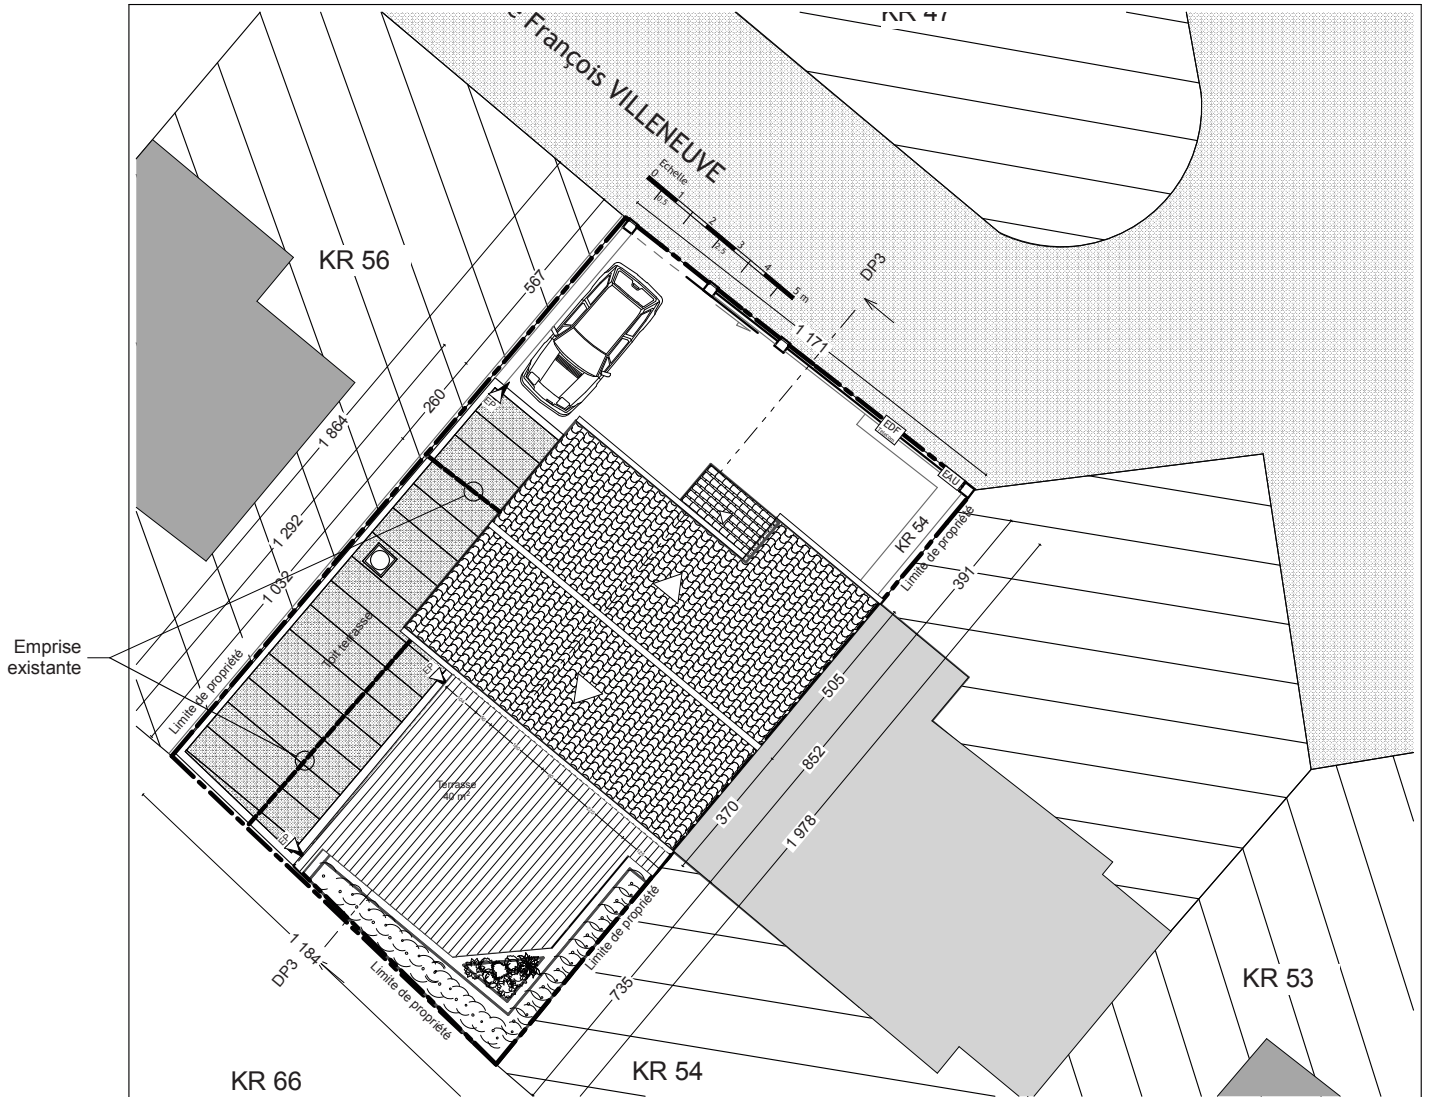 KR 47
François VILLENEUVE
Echelle
0
1
2
3
4
5 m
0.5
2.5
DP3
KR 56
567
1 171
260
1 864
EP
EDF
EAU
1 292
1 032
KR 54
Limite de propriété
391
Emprise
existante
Toit terrasse
Limite de propriété
505
852
370
1 978
Terrasse
40 m²
EP
Limite de propriété
1 184
DP3
Limite de propriété
735
KR 53
KR 66
KR 54